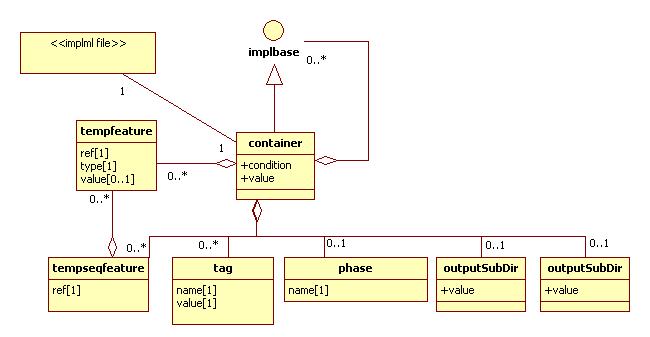 <<implml file>>
implbase
0..*
1
tempfeature
ref[1]
type[1]
value[0..1]
1
0..*
container
+condition
+value
0..*
0..*
0..*
0..1
0..1
0..1
tempseqfeature
ref[1]
tag
name[1]
value[1]
phase
name[1]
outputSubDir
+value
outputSubDir
+value